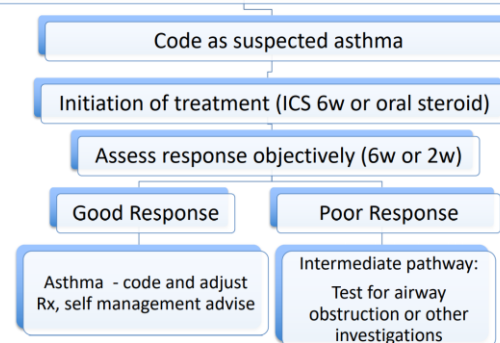 Code as suspected asthma
Initiation of treatment (ICS 6w or oral steroid)
Assess response objectively (6w or 2w)
Good Response
Poor Response
Asthma - code and adjust
Rx, self management advise
Intermediate pathway:
Test for airway
obstruction or other
investigations